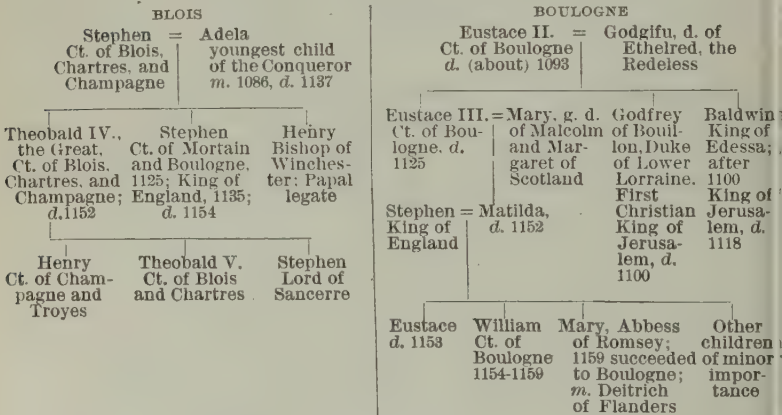 BLOIS
Stephen = Adela
Ct. of Blois, youngest child
Chartres, and of the Conqueror
Champagne m. 1086, d. 1137
Theobald IV.,
the Great,
Ct. of Blois,
Chartres, and
Champagne;
d.1152
Stephen
Ct. of Mortain
and Boulogne,
1125; King of
England, 1135;
d. 1154
Henry
Bishop of
Winches-
ter; Papal
legate
Henry
Ct. of Cham-
pagne and
Troyes
Theobald V.
Ct. of Blois
and Chartres
Stephen
Lord of
Sancerre
BOULOGNE
Eustace II. = Godgifu, d. of
Ct. of Boulogne Ethelred, the
d. (about) 1093 Redeless
Eustace III. = Mary, g. d.
Ct. of Bou- of Malcolm
logne, d. and Mar-
1125 garet of
Scotland
Godfrey
of Bouil-
lon, Duke
of Lower
Lorraine.
First
Christian
King of
Jerusa-
lem, d.
1100
Baldwin
King of
Edessa;
after
1100
King of
Jerusa-
lem, d.
1118
Stephen = Matilda,
King of d. 1152
England
Eustace
d. 1153
William
Ct. of
Boulogne
1154-1159
Mary, Abbess
of Romsey;
1159 succeeded
to Boulogne;
m. Deitrich
of Flanders
Other
children
of minor
impor-
tance